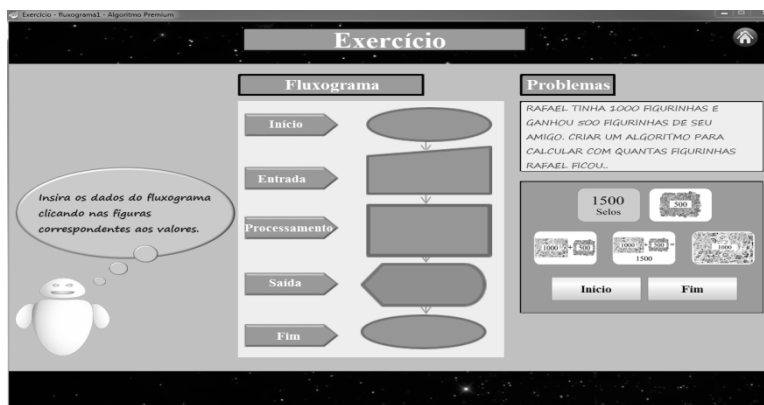 Exercício - fluxograma1 - Algoritmo Premium
Exercício
Fluxograma
Problemas
Início
Entrada
Processamento
Saída
Fim
Insira os dados do fluxograma
clicando nas figuras
correspondentes aos valores.
RAFAEL TINHA 1000 FIGURINHAS E
GANHOU 500 FIGURINHAS DE SEU
AMIGO. CRIAR UM ALGORITMO PARA
CALCULAR COM QUANTAS FIGURINHAS
RAFAEL FICOU..
1500
Selos
500
1000 + 500
1000 + 500 =
1500
1000
Início
Fim